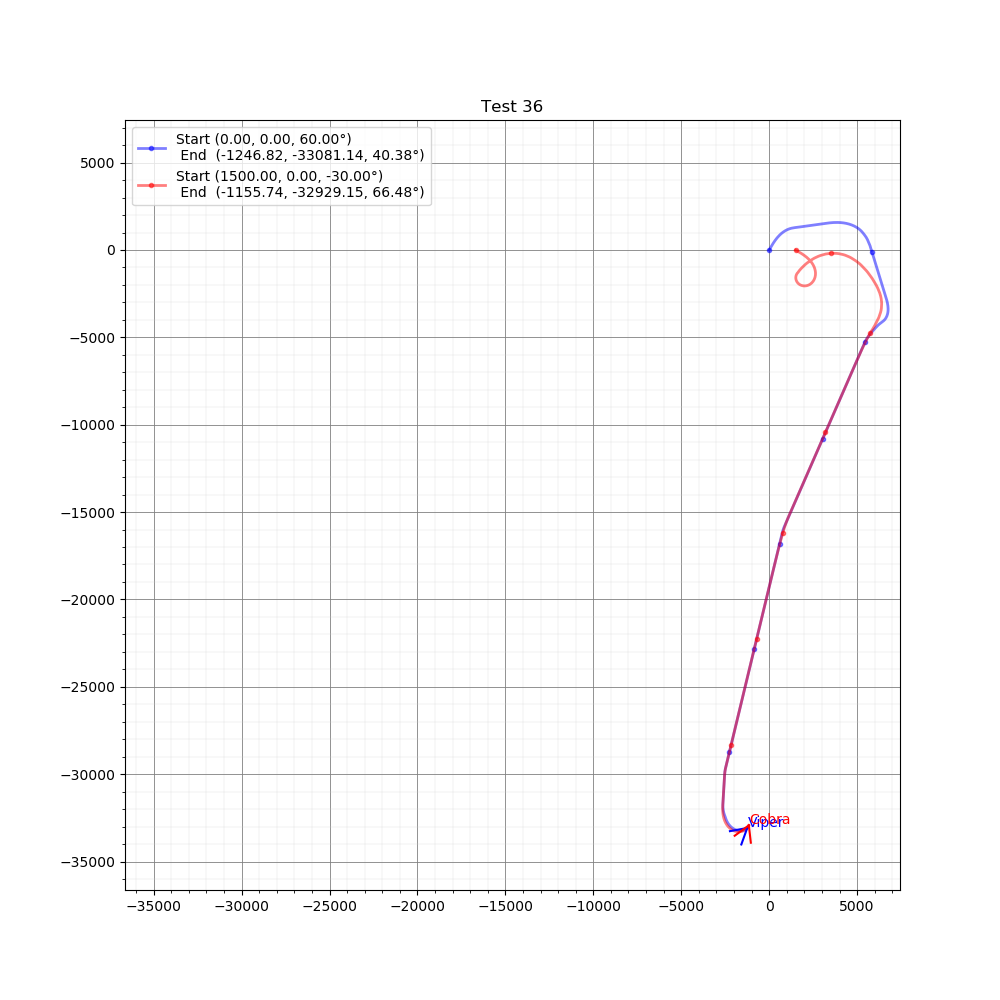 Test 36
Start (0.00, 0.00, 60.00°)
End (-1246.82, -33081.14, 40.38°)
Start (1500.00, 0.00, -30.00°)
End (-1155.74, -32929.15, 66.48°)
5000
0
−5000
−10000
−15000
−20000
−25000
−30000
−35000
Cobra
Viper
−35000 −30000 −25000 −20000 −15000 −10000 −5000 0 5000